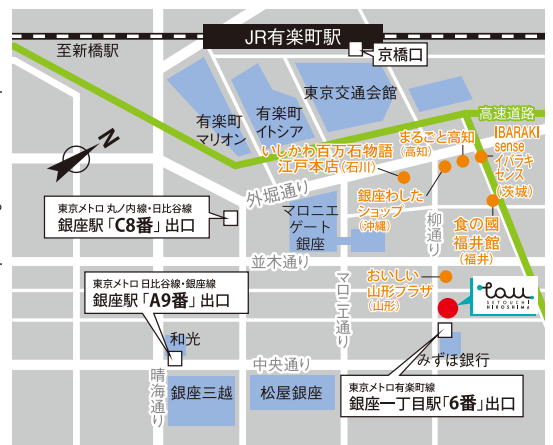 JR有楽町駅
京橋口
至新橋駅
東京交通会館
有楽町
マリオン
有楽町
イトシア
高速道路
IBARAKI
sense
イバラキ
センス
(茨城)
まるごと高知
(高知)
いしかわ百万石物語
江戸本店(石川)
銀座わした
ショップ
(沖縄)
食の國
福井館
(福井)
外堀通り
N
マロニエ
ゲート
銀座
柳通り
東京メトロ 丸ノ内線・日比谷線
銀座駅「C8番」出口
並木通り
マロニエ通り
おいしい
山形プラザ
(山形)
tau
SETOUCHI
HIROSHIMA
東京メトロ 日比谷線・銀座線
銀座駅「A9番」出口
和光
みずほ銀行
中央通り
晴海通り
銀座三越
松屋銀座
東京メトロ有楽町線
銀座一丁目駅「6番」出口